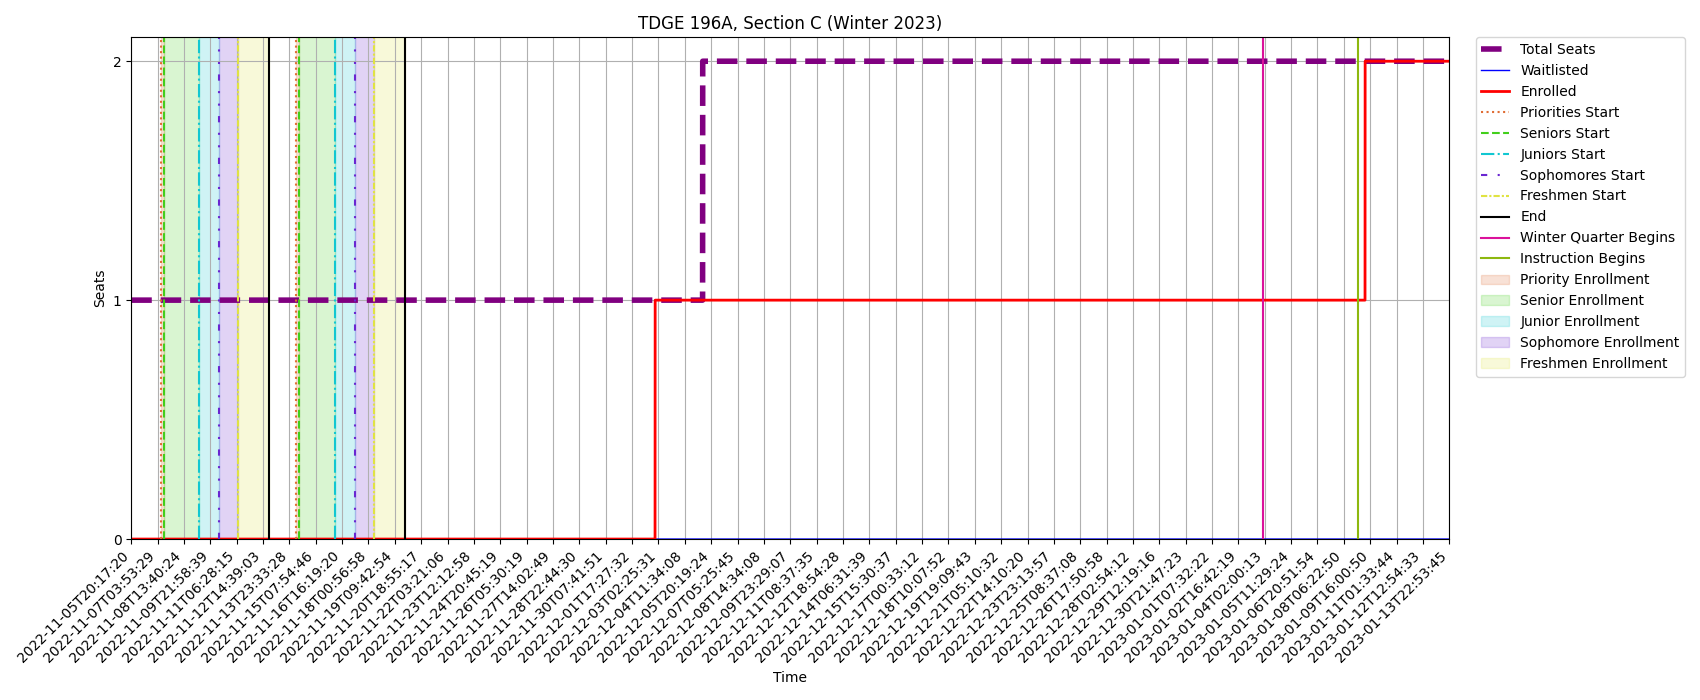 TDGE 196A, Section C (Winter 2023)
Seats
2
1
0
2022-11-05T20:17:20
2022-11-07T03:53:29
2022-11-08T13:40:24
2022-11-09T21:58:39
2022-11-11T06:28:15
2022-11-12T14:39:03
2022-11-13T23:33:28
2022-11-15T07:54:46
2022-11-16T16:19:20
2022-11-18T00:56:58
2022-11-19T09:42:54
2022-11-20T18:55:17
2022-11-22T03:21:06
2022-11-23T12:12:58
2022-11-24T20:45:19
2022-11-26T05:30:19
2022-11-27T14:02:49
2022-11-28T22:44:30
2022-11-30T07:41:51
2022-12-01T17:27:32
2022-12-03T02:25:31
2022-12-04T11:34:08
2022-12-05T20:19:24
2022-12-07T05:25:45
2022-12-08T14:34:08
2022-12-09T23:29:07
2022-12-11T08:37:35
2022-12-12T18:54:28
2022-12-14T06:31:39
2022-12-15T15:30:37
2022-12-17T00:33:12
2022-12-18T10:07:52
2022-12-19T19:09:43
2022-12-21T05:10:32
2022-12-22T14:10:20
2022-12-23T23:13:57
2022-12-25T08:37:08
2022-12-26T17:50:58
2022-12-28T02:54:12
2022-12-29T12:19:16
2022-12-30T21:47:23
2023-01-01T07:32:22
2023-01-02T16:42:19
2023-01-04T02:00:13
2023-01-05T11:29:24
2023-01-06T20:51:54
2023-01-08T06:22:50
2023-01-09T16:00:50
2023-01-11T01:33:44
2023-01-12T12:54:33
2023-01-13T22:53:45
Time
Total Seats
Waitlisted
Enrolled
Priorities Start
Seniors Start
Juniors Start
Sophomores Start
Freshmen Start
End
Winter Quarter Begins
Instruction Begins
Priority Enrollment
Senior Enrollment
Junior Enrollment
Sophomore Enrollment
Freshmen Enrollment